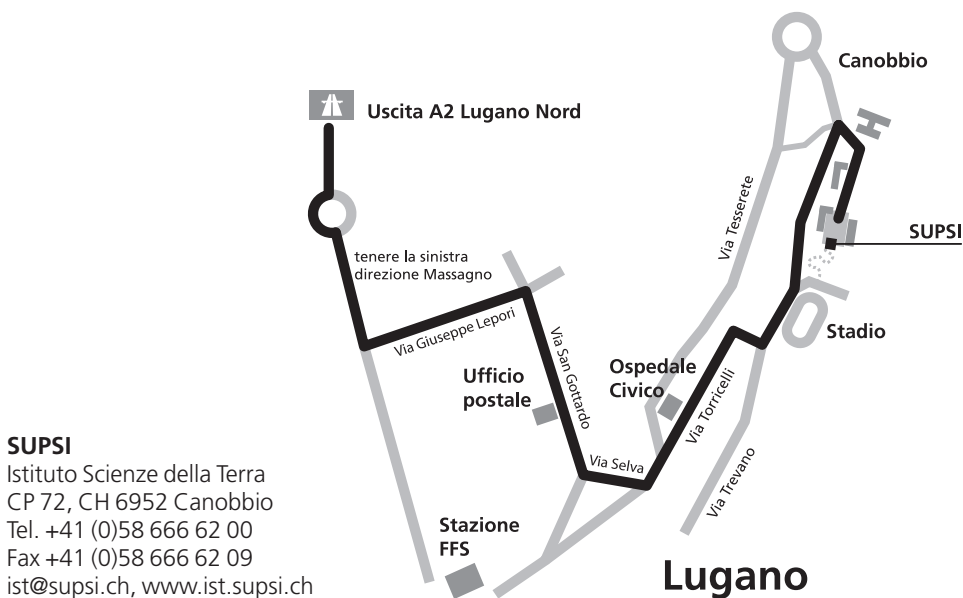 Canobbio
Uscita A2 Lugano Nord
Via Tesserete
SUPSI
tenere la sinistra
direzione Massagno
Via Giuseppe Lepori
Via San Gottardo
Stadio
Ufficio
postale
Ospedale
Civico
Via Torricelli
Via Selva
Via Trevano
Stazione
FFS
Lugano
SUPSI
Istituto Scienze della Terra
CP 72, CH 6952 Canobbio
Tel. +41 (0)58 666 62 00
Fax +41 (0)58 666 62 09
ist@supsi.ch, www.ist.supsi.ch